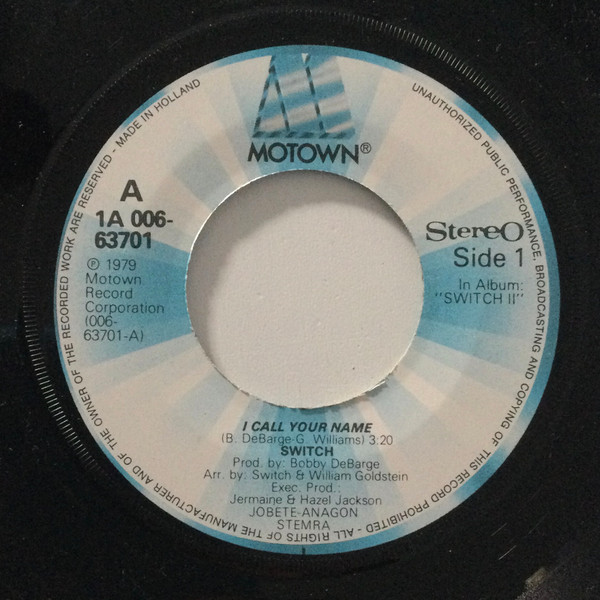 MOTOWN®
A
1A 006-
63701
℗ 1979
Motown
Record
Corporation
(006-
63701-A)
Stereo
Side 1
In Album:
"SWITCH II"
I CALL YOUR NAME
(B. DeBarge-G. Williams) 3:20
SWITCH
Prod. by: Bobby DeBarge
Arr. by: Switch & William Goldstein
Exec. Prod.:
Jermaine & Hazel Jackson
JOBETE-ANAGON
STEMRA
UNAUTHORIZED PUBLIC PERFORMANCE, BROADCASTING AND COPYING OF THIS RECORD PROHIBITED - ALL RIGHTS OF THE MANUFACTURER AND OF THE OWNER OF THE RECORDED WORK ARE RESERVED - MADE IN HOLLAND